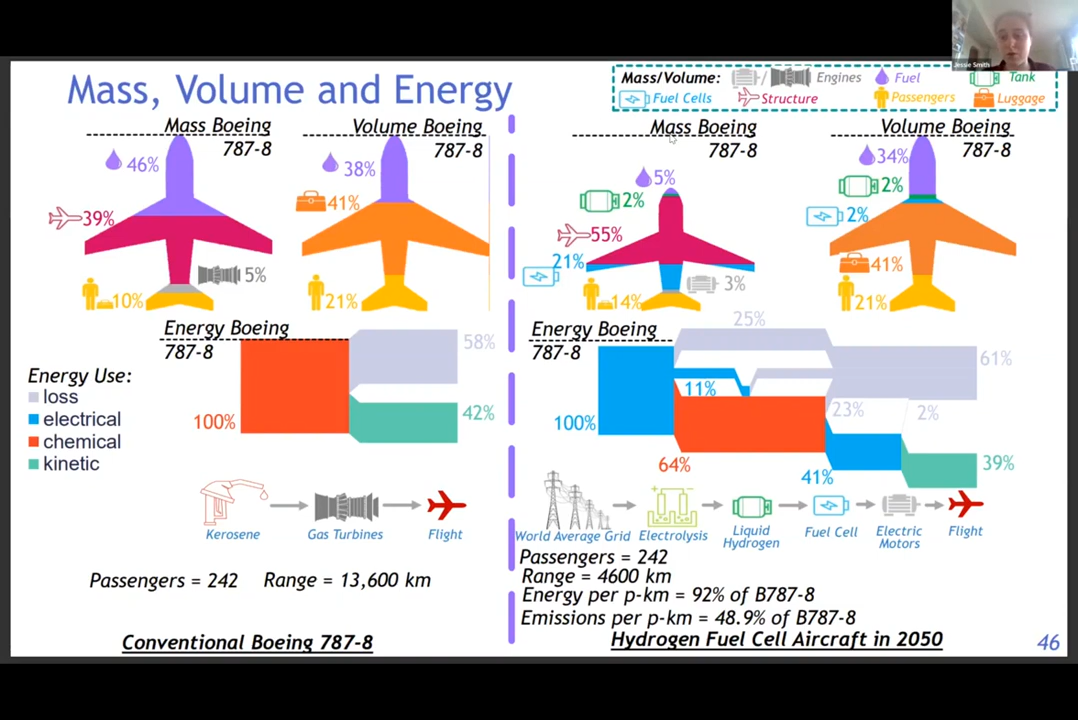 Jessie Smith
Mass, Volume and Energy
Mass/Volume: / Engines Fuel Tank
Fuel Cells Structure Passengers Luggage
Mass Boeing
787-8
46%
39%
5%
10%
Volume Boeing
787-8
38%
41%
21%
Energy Boeing
787-8
Energy Use:
loss
electrical
chemical
kinetic
100%
58%
42%
Kerosene Gas Turbines Flight
Passengers = 242 Range = 13,600 km
Conventional Boeing 787-8
Mass Boeing
787-8
5%
2%
55%
21%
3%
14%
Volume Boeing
787-8
34%
2%
2%
41%
21%
Energy Boeing
787-8
25%
61%
11%
100%
23%
2%
64%
41%
39%
World Average Grid Electrolysis Liquid Hydrogen Fuel Cell Electric Motors Flight
Passengers = 242
Range = 4600 km
Energy per p-km = 92% of B787-8
Emissions per p-km = 48.9% of B787-8
Hydrogen Fuel Cell Aircraft in 2050
46